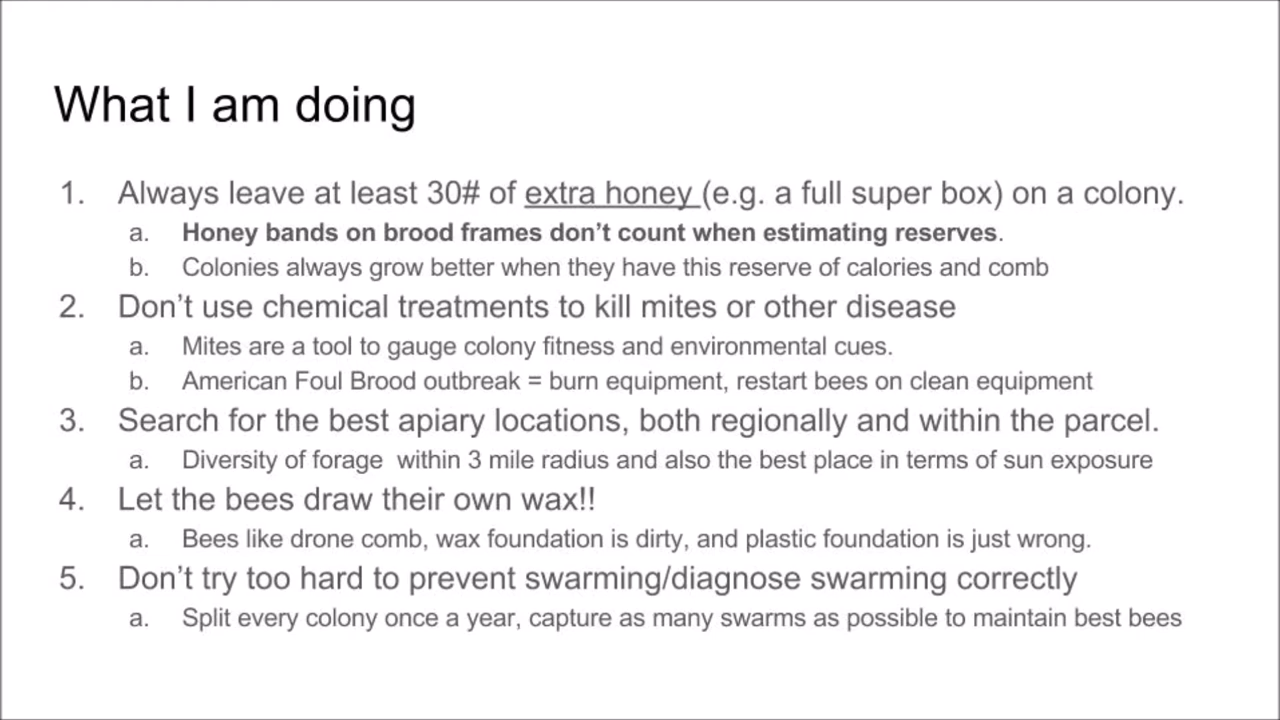 What I am doing
1. Always leave at least 30# of extra honey (e.g. a full super box) on a colony.
a. Honey bands on brood frames don't count when estimating reserves.
b. Colonies always grow better when they have this reserve of calories and comb
2. Don't use chemical treatments to kill mites or other disease
a. Mites are a tool to gauge colony fitness and environmental cues.
b. American Foul Brood outbreak = burn equipment, restart bees on clean equipment
3. Search for the best apiary locations, both regionally and within the parcel.
a. Diversity of forage  within 3 mile radius and also the best place in terms of sun exposure
4. Let the bees draw their own wax!!
a. Bees like drone comb, wax foundation is dirty, and plastic foundation is just wrong.
5. Don't try too hard to prevent swarming/diagnose swarming correctly
a. Split every colony once a year, capture as many swarms as possible to maintain best bees